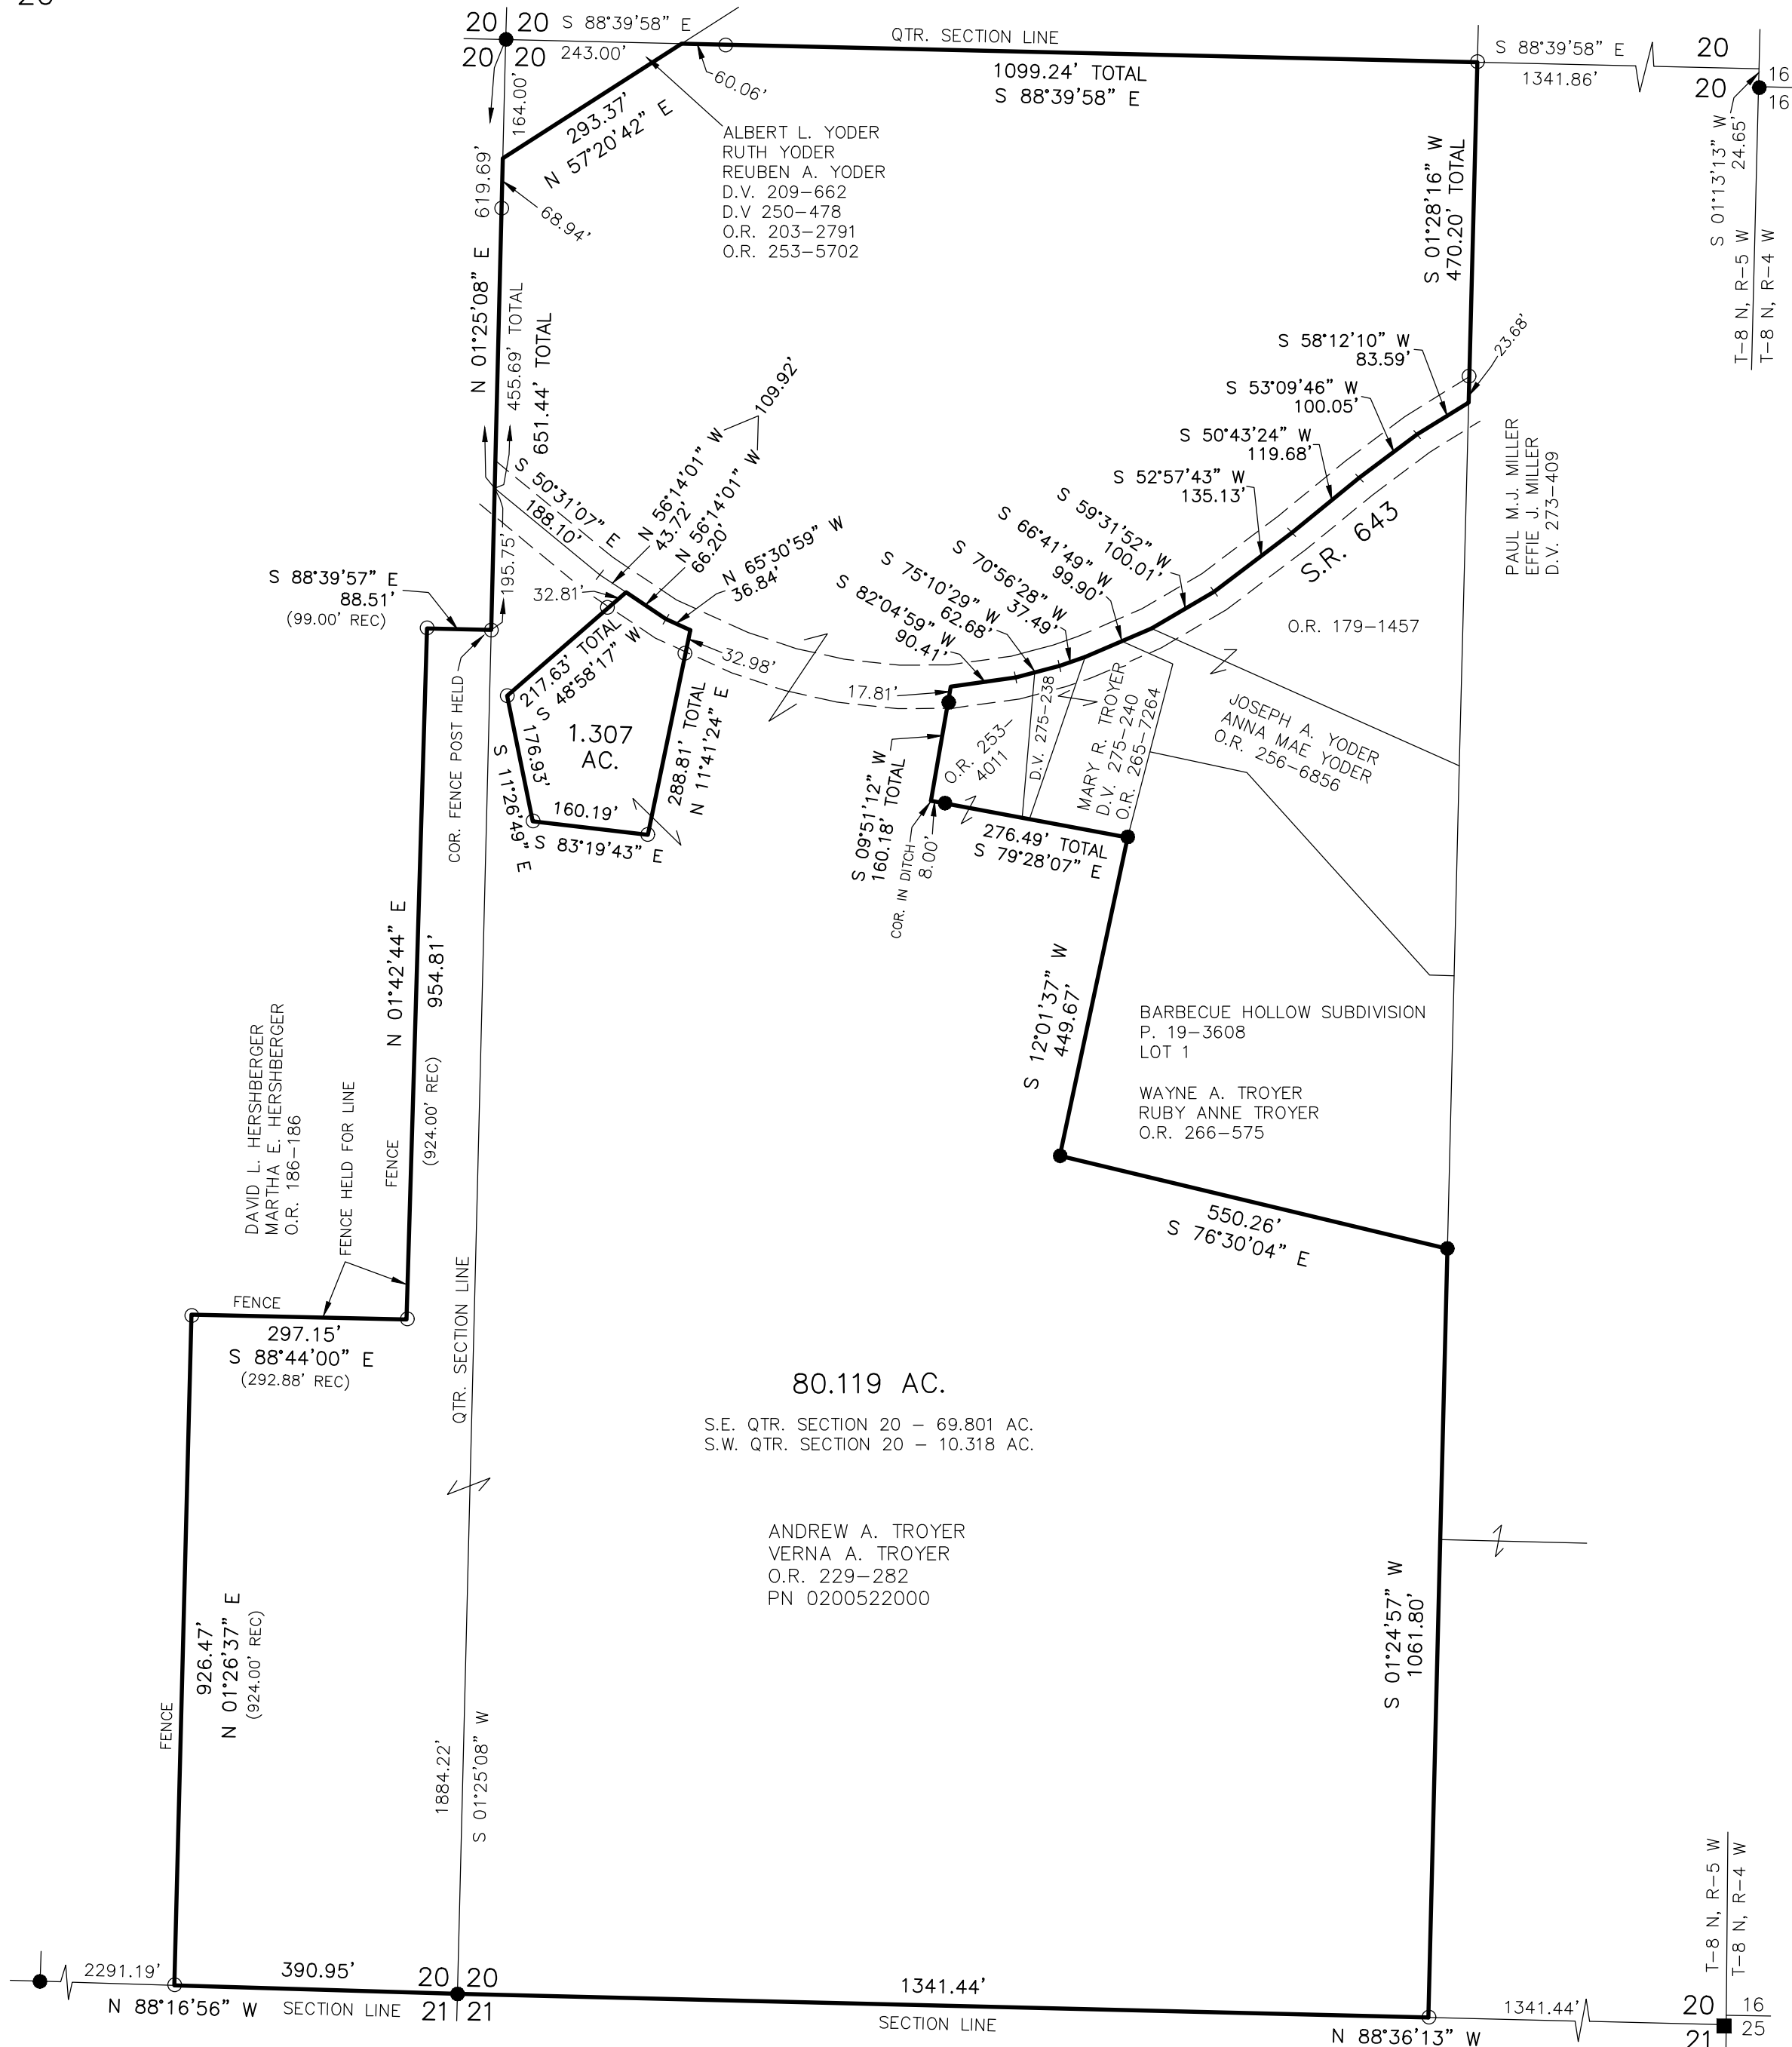 20 20 S 88°39'58" E
20 20 243.00'
QTR. SECTION LINE
S 88°39'58" E
1341.86'
20
20
16
16
1099.24' TOTAL
S 88°39'58" E
60.06'
164.00'
293.37'
N 57°20'42" E
ALBERT L. YODER
RUTH YODER
REUBEN A. YODER
D.V. 209-662
D.V 250-478
O.R. 203-2791
O.R. 253-5702
S 01°13'13" W
24.65'
T-8 N, R-5 W
T-8 N, R-4 W
619.69'
68.94'
N 01°25'08" E
455.69' TOTAL
651.44' TOTAL
S 01°28'16" W
470.20' TOTAL
23.68'
S 58°12'10" W
83.59'
S 53°09'46" W
100.05'
S 50°43'24" W
119.68'
S 52°57'43" W
135.13'
S 59°31'52" W
100.01'
S 66°41'49" W
99.90'
S 70°56'28" W
37.49'
S 75°10'29" W
62.68'
S 82°04'59" W
90.41'
17.81'
S.R. 643
PAUL M.J. MILLER
EFFIE J. MILLER
D.V. 273-409
S 50°31'07" E
188.10'
N 56°14'01" W
43.72'
109.92'
N 56°14'01" W
66.20'
N 65°30'59" W
36.84'
32.81'
32.98'
195.75'
S 88°39'57" E
88.51'
(99.00' REC)
COR. FENCE POST HELD
217.63' TOTAL
S 48°58'17" W
1.307
AC.
176.93'
S 11°26'49" E
160.19'
S 83°19'43" E
288.81' TOTAL
N 11°41'24" E
O.R. 179-1457
JOSEPH A. YODER
ANNA MAE YODER
O.R. 256-6856
MARY R. TROYER
D.V. 275-240
O.R. 265-7264
D.V. 275-238
O.R. 253-
4011
S 09°51'12" W
160.18' TOTAL
COR. IN DITCH
8.00'
276.49' TOTAL
S 79°28'07" E
N 01°42'44" E
954.81'
(924.00' REC)
FENCE
S 12°01'37" W
449.67'
BARBECUE HOLLOW SUBDIVISION
P. 19-3608
LOT 1
WAYNE A. TROYER
RUBY ANNE TROYER
O.R. 266-575
550.26'
S 76°30'04" E
DAVID L. HERSHBERGER
MARTHA E. HERSHBERGER
O.R. 186-186
FENCE HELD FOR LINE
FENCE
297.15'
S 88°44'00" E
(292.88' REC)
QTR. SECTION LINE
80.119 AC.
S.E. QTR. SECTION 20 - 69.801 AC.
S.W. QTR. SECTION 20 - 10.318 AC.
ANDREW A. TROYER
VERNA A. TROYER
O.R. 229-282
PN 0200522000
FENCE
926.47'
N 01°26'37" E
(924.00' REC)
1884.22'
S 01°25'08" W
S 01°24'57" W
1061.80'
T-8 N, R-5 W
T-8 N, R-4 W
2291.19'
390.95'
20 20
21 21
N 88°16'56" W SECTION LINE
1341.44'
SECTION LINE
N 88°36'13" W
1341.44'
20
21
16
25